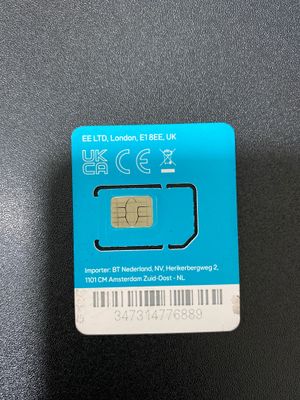 EE LTD, London, E1 8EE, UK
UK
CA CE
Importer: BT Nederland, NV, Herikerbergweg 2,
1101 CM Amsterdam Zuid-Oost - NL
347314776889